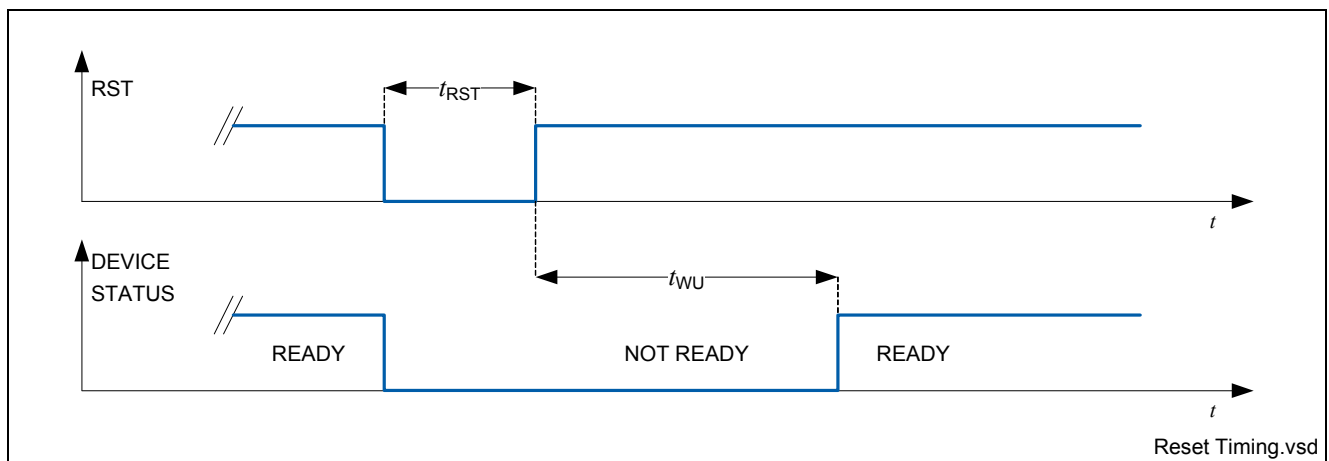 RST
tRST
t
DEVICE
STATUS
tWU
READY
NOT READY
READY
t
Reset Timing.vsd